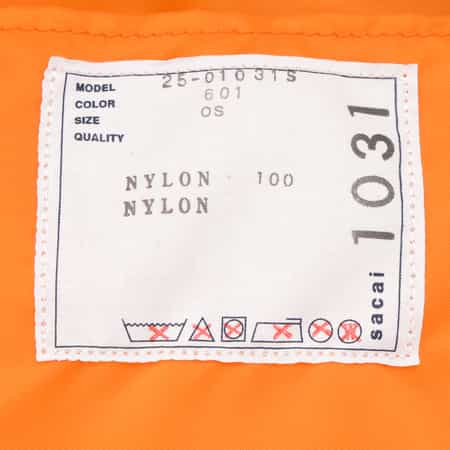 MODEL 25-01031S
COLOR 601
SIZE OS
QUALITY
NYLON 100
NYLON
1031
sacai